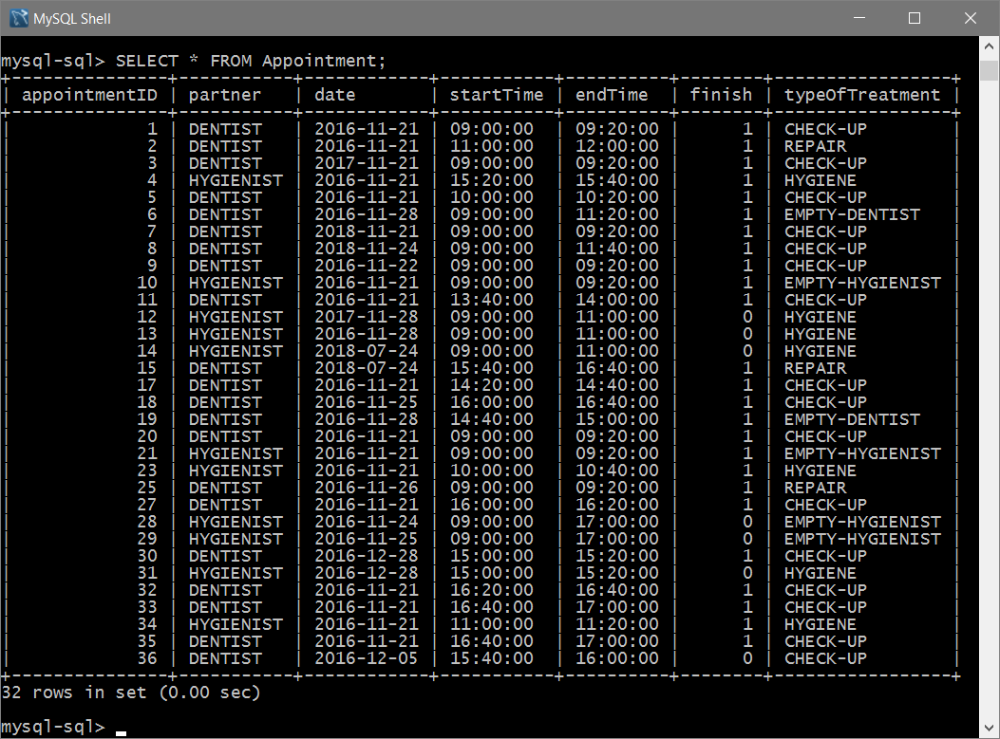 MySQL Shell
mysql-sql> SELECT * FROM Appointment;
+---------------+-----------+------------+-----------+----------+--------+-----------------+
| appointmentID | partner   | date       | startTime | endTime  | finish | typeOfTreatment |
+---------------+-----------+------------+-----------+----------+--------+-----------------+
|             1 | DENTIST   | 2016-11-21 | 09:00:00  | 09:20:00 |      1 | CHECK-UP        |
|             2 | DENTIST   | 2016-11-21 | 11:00:00  | 12:00:00 |      1 | REPAIR          |
|             3 | DENTIST   | 2017-11-21 | 09:00:00  | 09:20:00 |      1 | CHECK-UP        |
|             4 | HYGIENIST | 2016-11-21 | 15:20:00  | 15:40:00 |      1 | HYGIENE         |
|             5 | DENTIST   | 2016-11-21 | 10:00:00  | 10:20:00 |      1 | CHECK-UP        |
|             6 | DENTIST   | 2016-11-28 | 09:00:00  | 11:20:00 |      1 | EMPTY-DENTIST   |
|             7 | DENTIST   | 2018-11-21 | 09:00:00  | 09:20:00 |      1 | CHECK-UP        |
|             8 | DENTIST   | 2018-11-24 | 09:00:00  | 11:40:00 |      1 | CHECK-UP        |
|             9 | DENTIST   | 2016-11-22 | 09:00:00  | 09:20:00 |      1 | CHECK-UP        |
|            10 | HYGIENIST | 2016-11-21 | 09:00:00  | 09:20:00 |      1 | EMPTY-HYGIENIST |
|            11 | DENTIST   | 2016-11-21 | 13:40:00  | 14:00:00 |      1 | CHECK-UP        |
|            12 | HYGIENIST | 2017-11-28 | 09:00:00  | 11:00:00 |      0 | HYGIENE         |
|            13 | HYGIENIST | 2016-11-28 | 09:00:00  | 11:00:00 |      0 | HYGIENE         |
|            14 | HYGIENIST | 2018-07-24 | 09:00:00  | 11:00:00 |      0 | HYGIENE         |
|            15 | DENTIST   | 2018-07-24 | 15:40:00  | 16:40:00 |      1 | REPAIR          |
|            17 | DENTIST   | 2016-11-21 | 14:20:00  | 14:40:00 |      1 | CHECK-UP        |
|            18 | DENTIST   | 2016-11-25 | 16:00:00  | 16:40:00 |      1 | CHECK-UP        |
|            19 | DENTIST   | 2016-11-28 | 14:40:00  | 15:00:00 |      1 | EMPTY-DENTIST   |
|            20 | DENTIST   | 2016-11-21 | 09:00:00  | 09:20:00 |      1 | CHECK-UP        |
|            21 | HYGIENIST | 2016-11-21 | 09:00:00  | 09:20:00 |      1 | EMPTY-HYGIENIST |
|            23 | HYGIENIST | 2016-11-21 | 10:00:00  | 10:40:00 |      1 | HYGIENE         |
|            25 | DENTIST   | 2016-11-26 | 09:00:00  | 09:20:00 |      1 | REPAIR          |
|            27 | DENTIST   | 2016-11-21 | 16:00:00  | 16:20:00 |      1 | CHECK-UP        |
|            28 | HYGIENIST | 2016-11-24 | 09:00:00  | 17:00:00 |      0 | EMPTY-HYGIENIST |
|            29 | HYGIENIST | 2016-11-25 | 09:00:00  | 17:00:00 |      0 | EMPTY-HYGIENIST |
|            30 | DENTIST   | 2016-12-28 | 15:00:00  | 15:20:00 |      1 | CHECK-UP        |
|            31 | HYGIENIST | 2016-12-28 | 15:00:00  | 15:20:00 |      0 | HYGIENE         |
|            32 | DENTIST   | 2016-11-21 | 16:20:00  | 16:40:00 |      1 | CHECK-UP        |
|            33 | DENTIST   | 2016-11-21 | 16:40:00  | 17:00:00 |      1 | CHECK-UP        |
|            34 | HYGIENIST | 2016-11-21 | 11:00:00  | 11:20:00 |      1 | HYGIENE         |
|            35 | DENTIST   | 2016-11-21 | 16:40:00  | 17:00:00 |      1 | CHECK-UP        |
|            36 | DENTIST   | 2016-12-05 | 15:40:00  | 16:00:00 |      0 | CHECK-UP        |
+---------------+-----------+------------+-----------+----------+--------+-----------------+
32 rows in set (0.00 sec)
mysql-sql> _